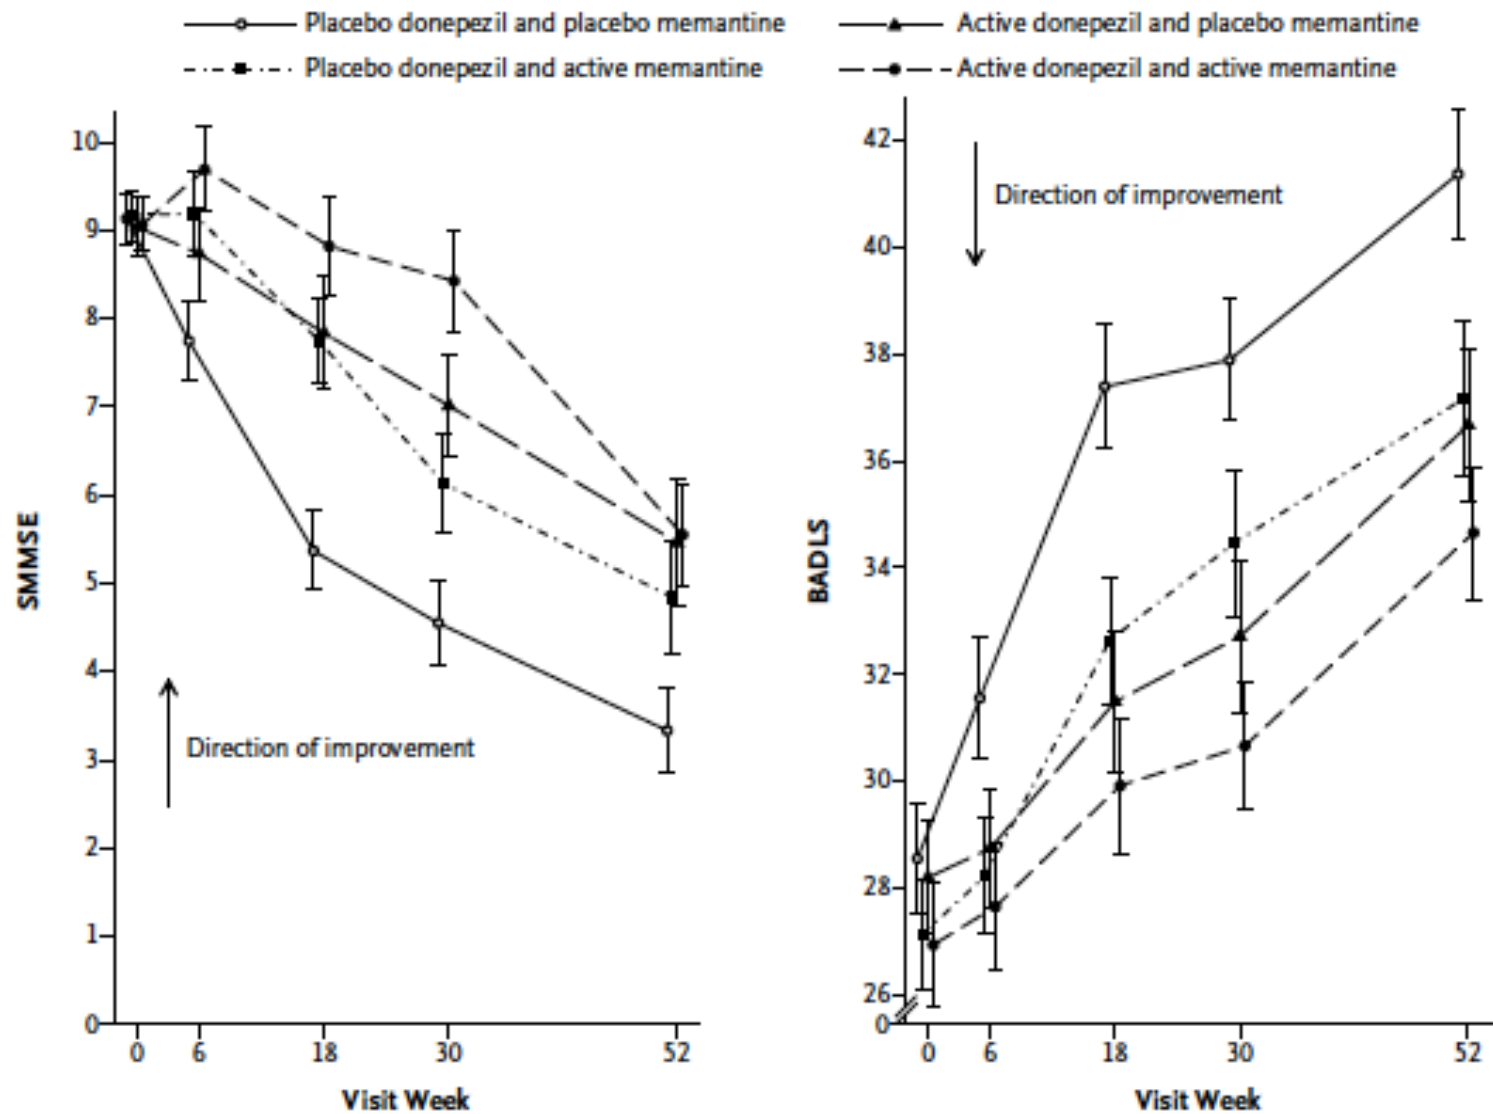 Placebo donepezil and placebo memantine
Active donepezil and placebo memantine
Placebo donepezil and active memantine
Active donepezil and active memantine
10
9
8
7
6
5
4
3
2
1
0
SMMSE
Direction of improvement
0 6 18 30 52
Visit Week
42
40
38
36
34
32
30
28
26
0
BADLS
Direction of improvement
0 6 18 30 52
Visit Week